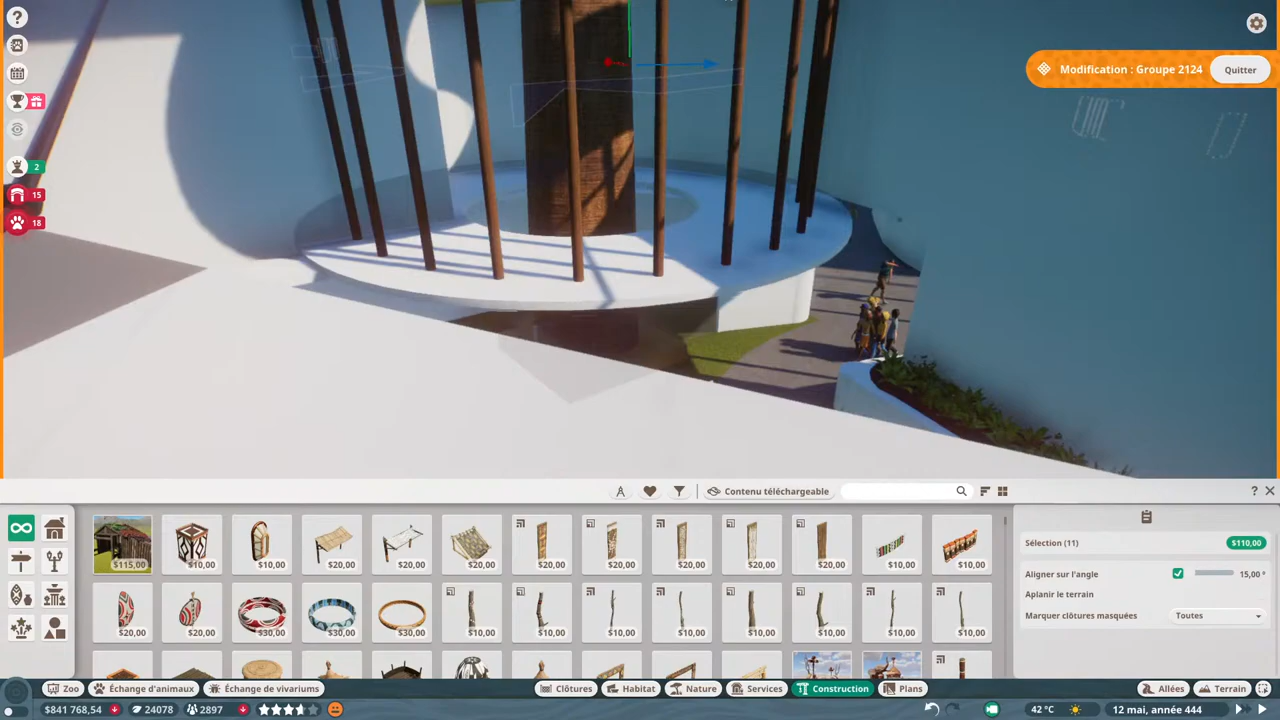 ?
Modification : Groupe 2124
Quitter
2
15
18
Contenu téléchargeable
?
$115,00
$10,00
$10,00
$20,00
$20,00
$20,00
$20,00
$20,00
$20,00
$20,00
$20,00
$10,00
$10,00
$20,00
$20,00
$30,00
$30,00
$30,00
$10,00
$10,00
$10,00
$10,00
$10,00
$10,00
$10,00
$10,00
Sélection (11)
$110,00
Aligner sur l'angle
15,00 °
Aplanir le terrain
Marquer clôtures masquées
Toutes
Zoo
Échange d'animaux
Échange de vivariums
Clôtures
Habitat
Nature
Services
Construction
Plans
Allées
Terrain
$841 768,54
24078
2897
42 °C
12 mai, année 444